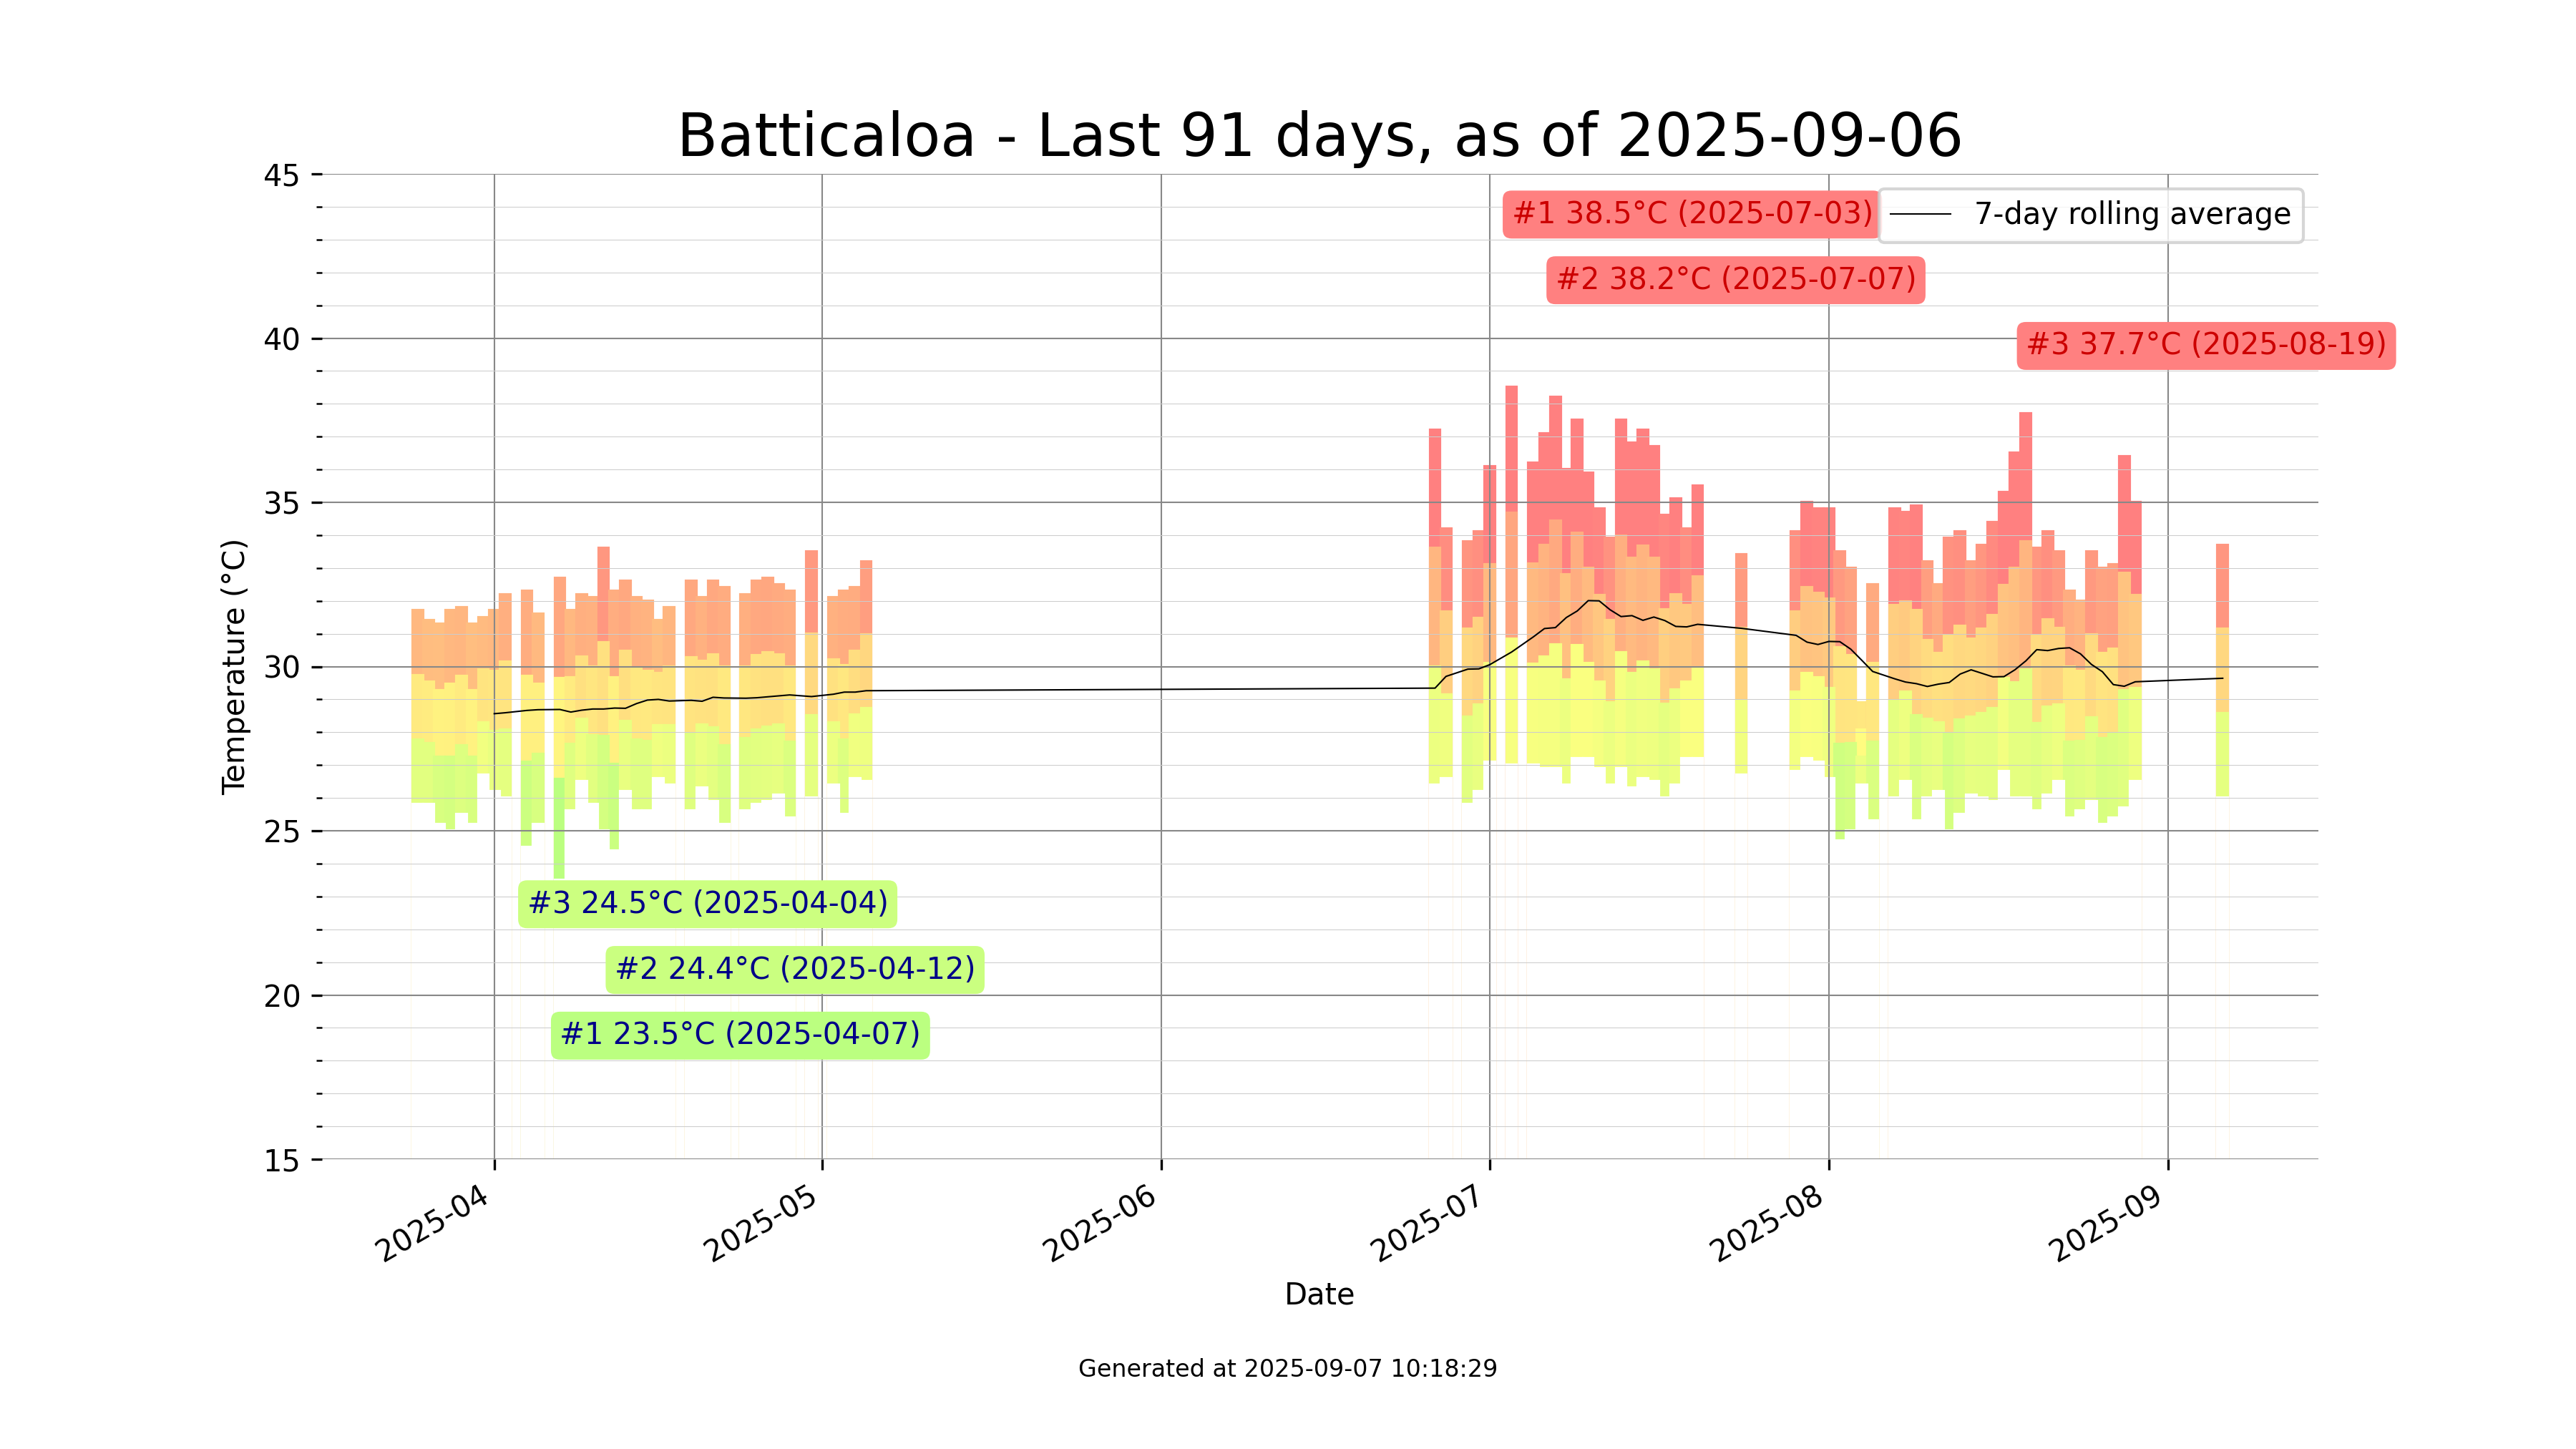 Batticaloa - Last 91 days, as of 2025-09-06
45
40
35
30
25
20
15
Temperature (°C)
#1 38.5°C (2025-07-03)
7-day rolling average
#2 38.2°C (2025-07-07)
#3 37.7°C (2025-08-19)
#3 24.5°C (2025-04-04)
#2 24.4°C (2025-04-12)
#1 23.5°C (2025-04-07)
2025-04
2025-05
2025-06
2025-07
2025-08
2025-09
Date
Generated at 2025-09-07 10:18:29